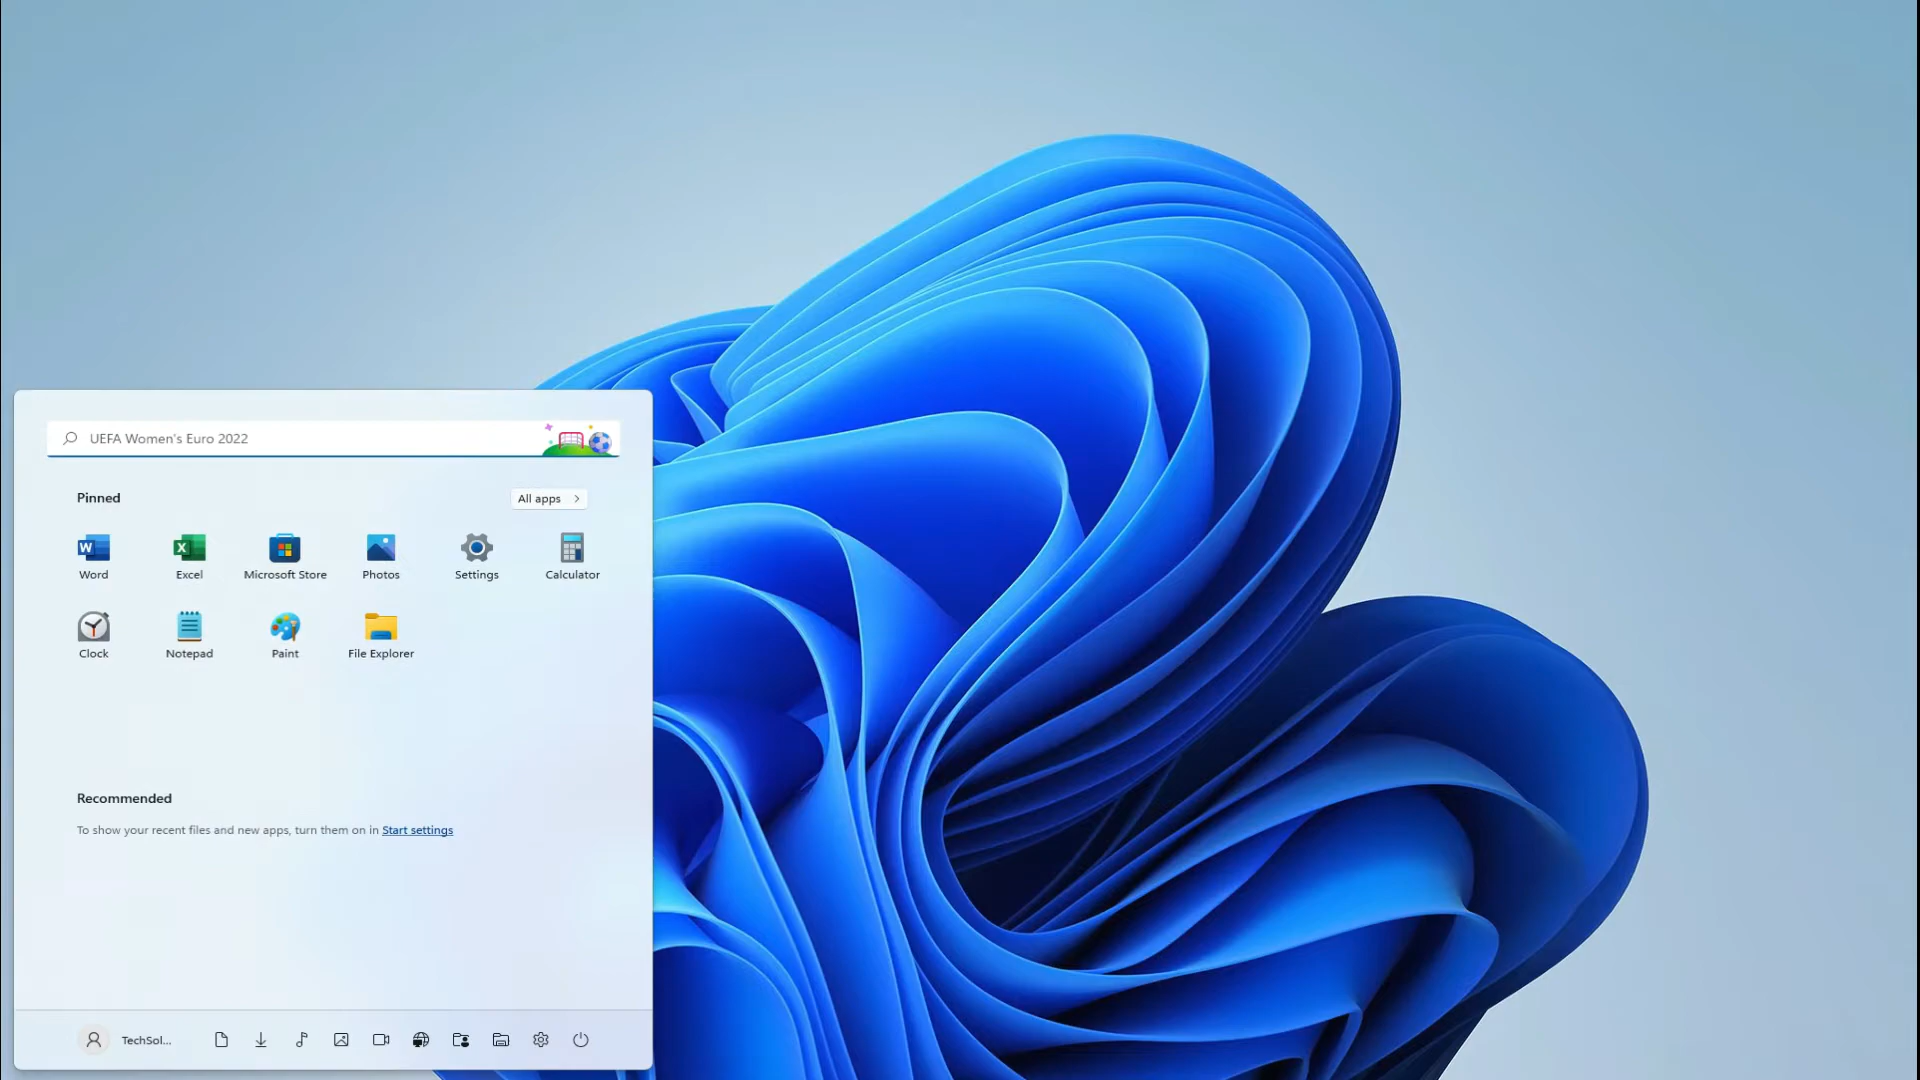 UEFA Women's Euro 2022
Pinned
All apps
Word
Excel
Microsoft Store
Photos
Settings
Calculator
Clock
Notepad
Paint
File Explorer
Recommended
To show your recent files and new apps, turn them on in Start settings
TechSol...